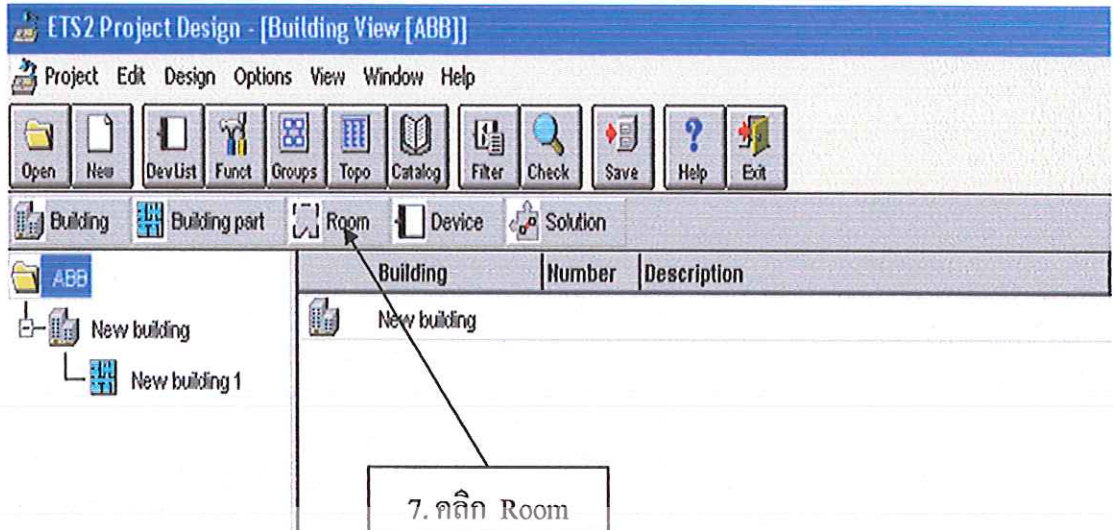 ETS2 Project Design - [Building View [ABB]]
Project Edit Design Options View Window Help
Open New DevList Funct Groups Topo Catalog Filter Check Save Help Exit
Building Building part Room Device Solution
ABB Building Number Description
New building New building
New building 1
7. คลิก Room